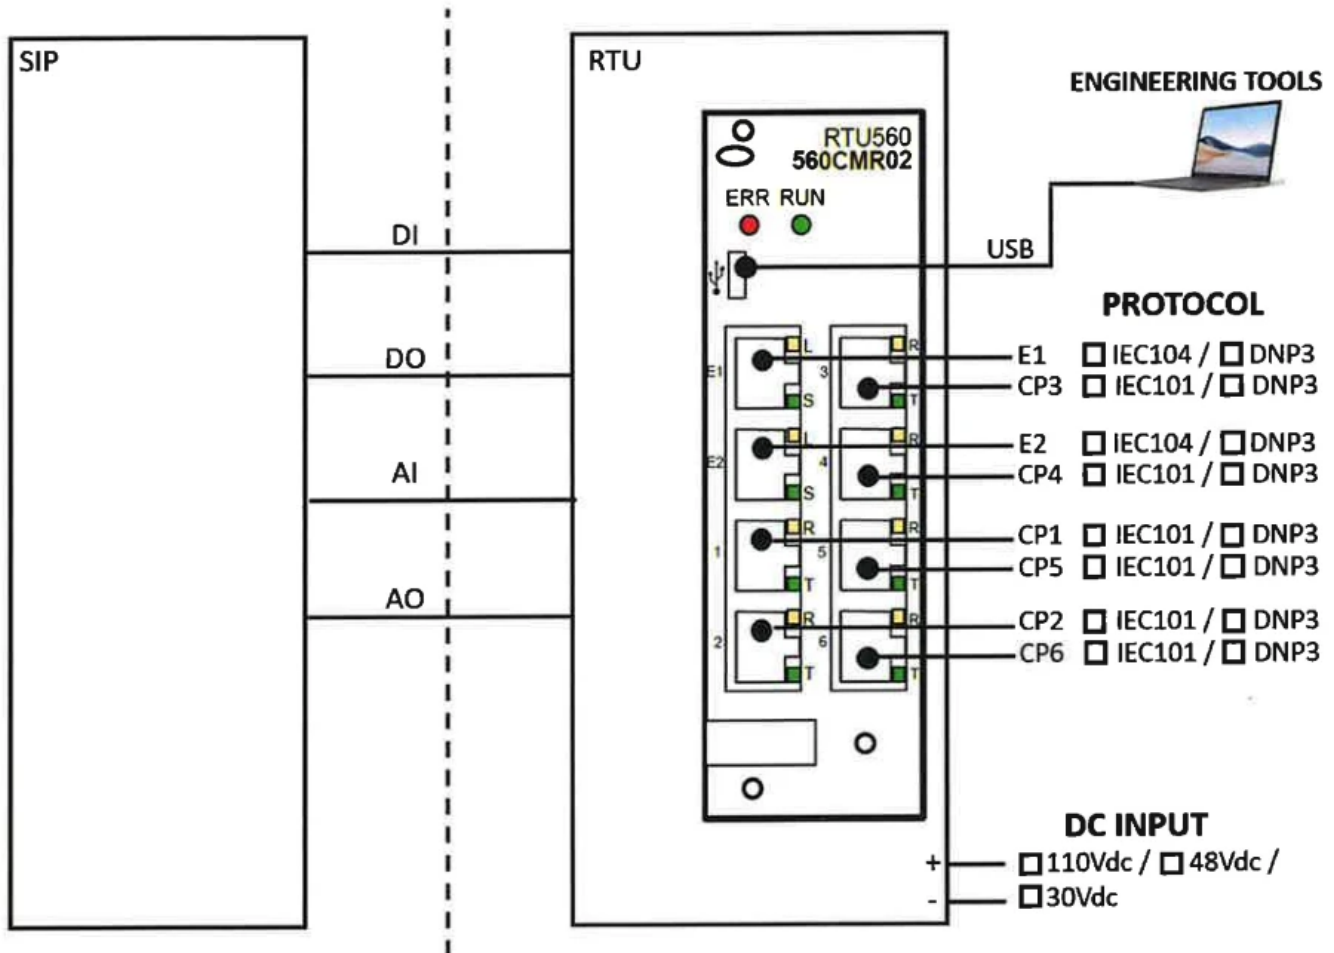 SIP
RTU
ENGINEERING TOOLS
RTU560
560CMR02
ERR RUN
DI
USB
PROTOCOL
L
R
E1
3
E1 IEC104 / DNP3
DO
S
T
CP3 IEC101 / DNP3
L
R
E2
4
E2 IEC104 / DNP3
AI
S
T
CP4 IEC101 / DNP3
R
R
1
5
CP1 IEC101 / DNP3
T
T
CP5 IEC101 / DNP3
AO
R
R
2
6
CP2 IEC101 / DNP3
T
T
CP6 IEC101 / DNP3
DC INPUT
+ 110Vdc / 48Vdc /
- 30Vdc